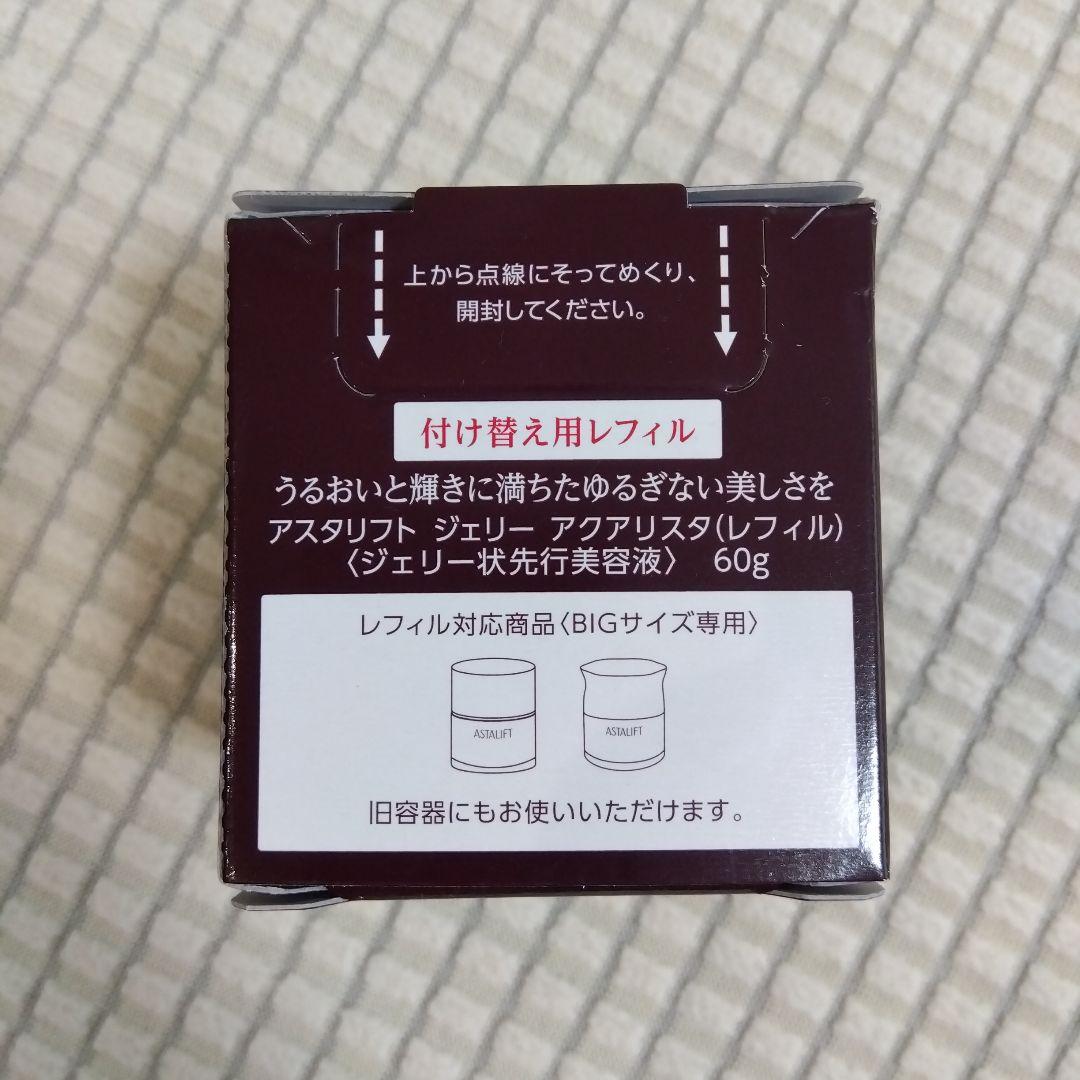 上から点線にそってめくり、
開封してください。
付け替え用レフィル
うるおいと輝きに満ちたゆるぎない美しさを
アスタリフト ジェリー アクアリスタ(レフィル)
〈ジェリー状先行美容液〉 60g
レフィル対応商品〈BIGサイズ専用〉
ASTALIFT ASTALIFT
旧容器にもお使いいただけます。